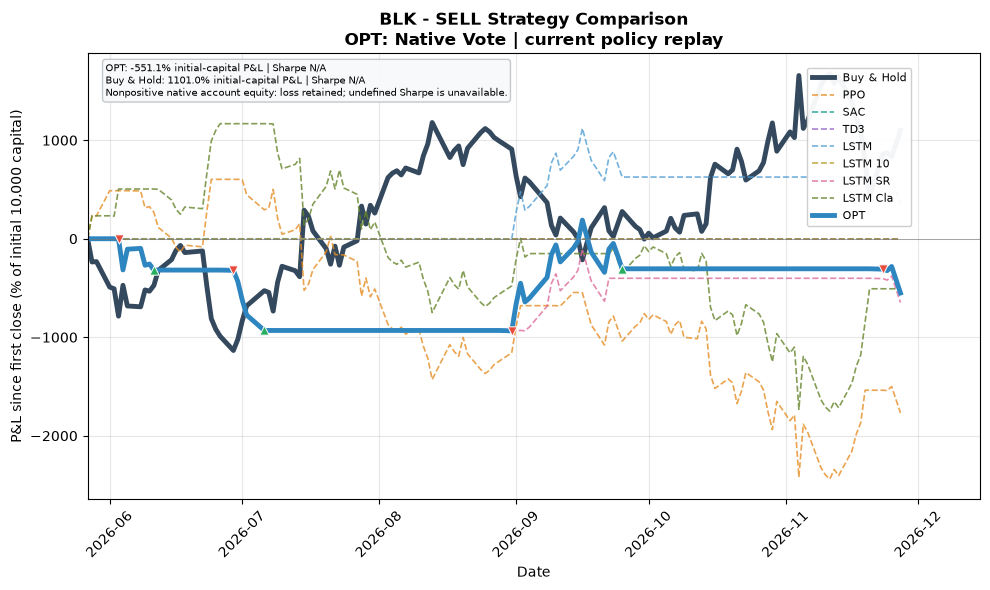 BLK - SELL Strategy Comparison
OPT: Native Vote | current policy replay
OPT: -551.1% initial-capital P&L | Sharpe N/A
Buy & Hold: 1101.0% initial-capital P&L | Sharpe N/A
Nonpositive native account equity: loss retained; undefined Sharpe is unavailable.
Buy & Hold
PPO
SAC
TD3
LSTM
LSTM 10
LSTM SR
LSTM Cla
OPT
P&L since first close (% of initial 10,000 capital)
1000
0
−1000
−2000
2026-06
2026-07
2026-08
2026-09
2026-10
2026-11
2026-12
Date